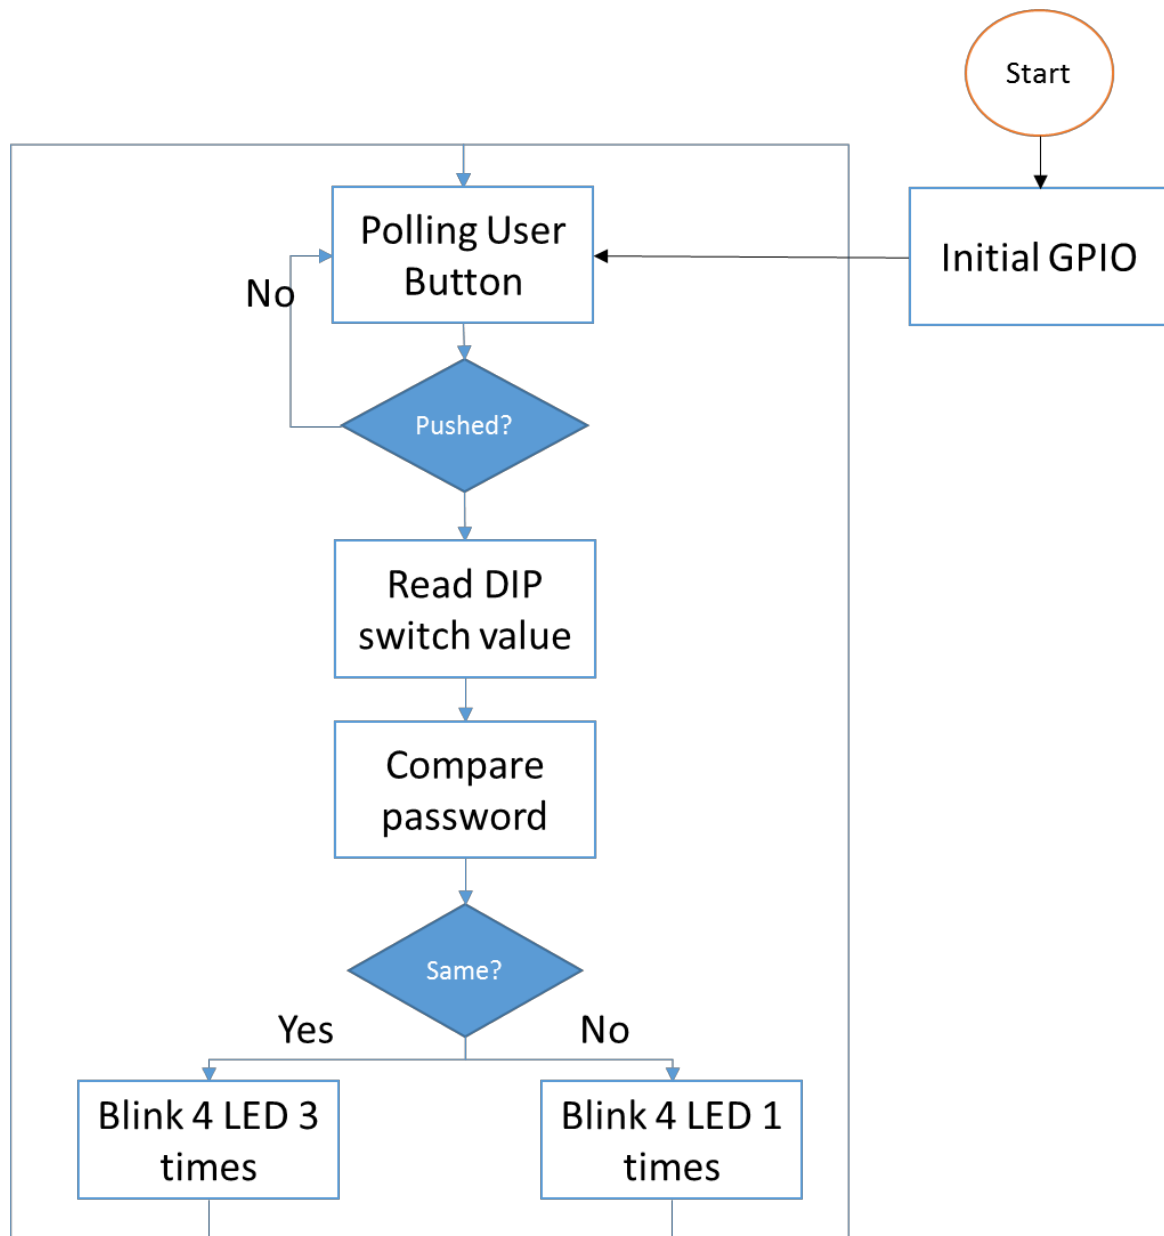 Start
Initial GPIO
Polling User
Button
No
Pushed?
Read DIP
switch value
Compare
password
Same?
Yes
No
Blink 4 LED 3
times
Blink 4 LED 1
times